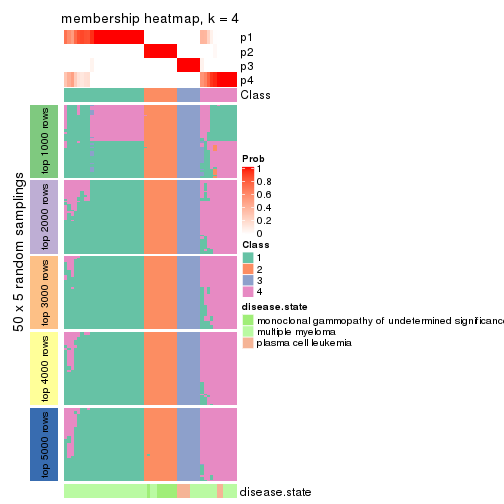 membership heatmap, k = 4
p1
p2
p3
p4
Class
50 x 5 random samplings
top 1000 rows
top 2000 rows
top 3000 rows
top 4000 rows
top 5000 rows
Prob
1
0.8
0.6
0.4
0.2
0
Class
1
2
3
4
disease.state
monoclonal gammopathy of undetermined significance
multiple myeloma
plasma cell leukemia
disease.state